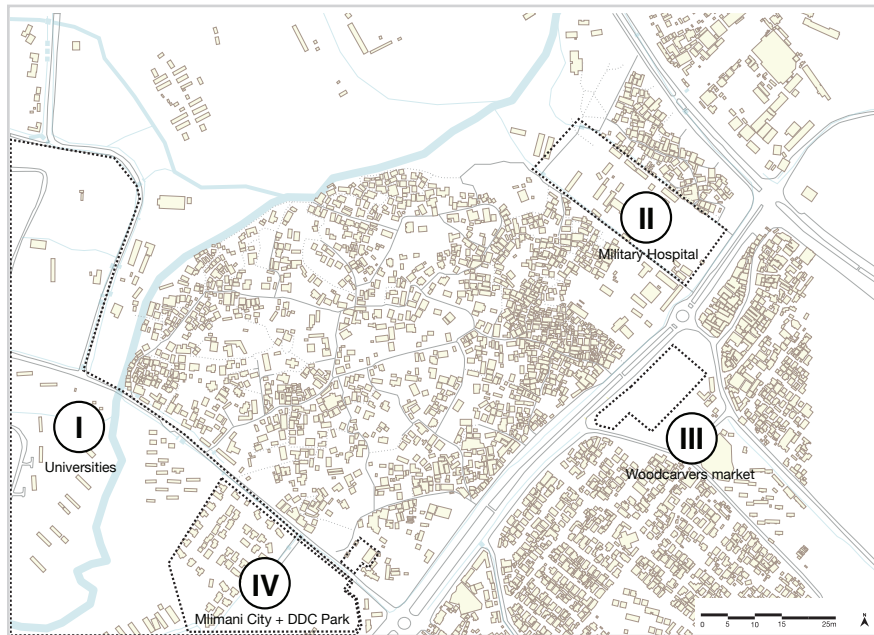 II
Military Hospital
I
Universities
III
Woodcarvers market
IV
Mlimani City + DDC Park
N
0 5 10 15 25m